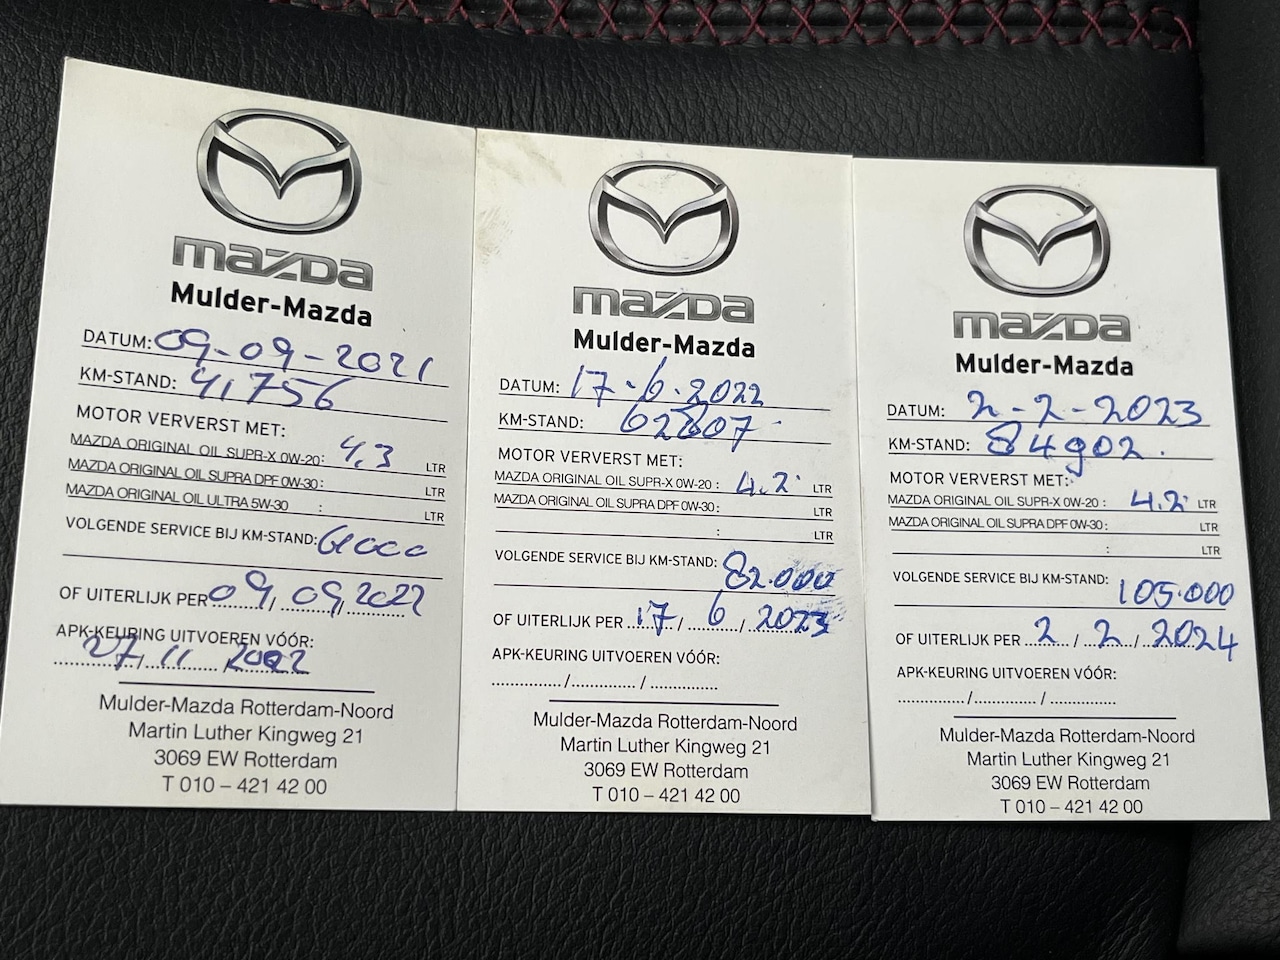 mazda
Mulder-Mazda
DATUM: 09-09-2021
KM-STAND: 41756
MOTOR VERVERST MET:
MAZDA ORIGINAL OIL SUPR-X 0W-20: 4,3 LTR
MAZDA ORIGINAL OIL SUPRA DPF 0W-30: LTR
MAZDA ORIGINAL OIL ULTRA 5W-30 : LTR
VOLGENDE SERVICE BIJ KM-STAND: 61000
OF UITERLIJK PER 09/09/2022
APK-KEURING UITVOEREN VÓÓR:
27/11/2022
Mulder-Mazda Rotterdam-Noord
Martin Luther Kingweg 21
3069 EW Rotterdam
T 010 – 421 42 00
mazda
Mulder-Mazda
DATUM: 17-6-2022
KM-STAND: 62807
MOTOR VERVERST MET:
MAZDA ORIGINAL OIL SUPR-X 0W-20 : 4.2 LTR
MAZDA ORIGINAL OIL SUPRA DPF 0W-30: LTR
: LTR
VOLGENDE SERVICE BIJ KM-STAND: 82.000
OF UITERLIJK PER 17/6/2023
APK-KEURING UITVOEREN VÓÓR:
............/............/............
Mulder-Mazda Rotterdam-Noord
Martin Luther Kingweg 21
3069 EW Rotterdam
T 010 – 421 42 00
mazda
Mulder-Mazda
DATUM: 2-2-2023
KM-STAND: 84902.
MOTOR VERVERST MET:
MAZDA ORIGINAL OIL SUPR-X 0W-20 : 4.2 LTR
MAZDA ORIGINAL OIL SUPRA DPF 0W-30: LTR
: LTR
VOLGENDE SERVICE BIJ KM-STAND:
105.000
OF UITERLIJK PER 2/2/2024
APK-KEURING UITVOEREN VÓÓR:
............/............/............
Mulder-Mazda Rotterdam-Noord
Martin Luther Kingweg 21
3069 EW Rotterdam
T 010 – 421 42 00